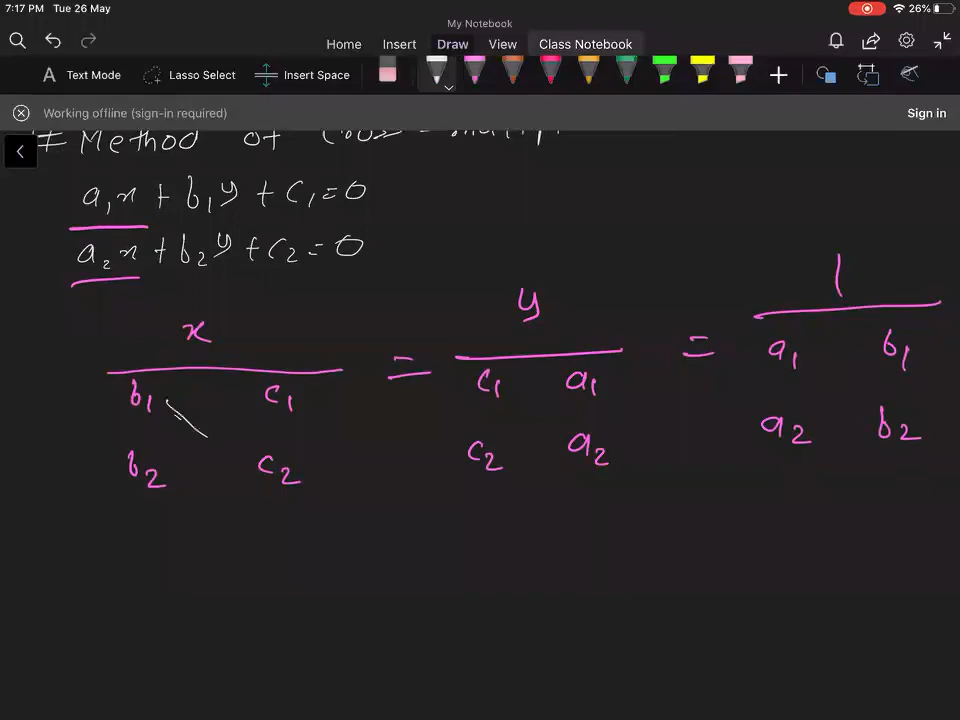 7:17 PM Tue 26 May 26%
My Notebook
Home Insert Draw View Class Notebook
Text Mode Lasso Select Insert Space
Working offline (sign-in required) Sign in
# Method of Cross-multipl
a₁x + b₁y + c₁ = 0
a₂x + b₂y + c₂ = 0
x = y = 1
b₁ c₁ c₁ a₁ a₁ b₁
b₂ c₂ c₂ a₂ a₂ b₂